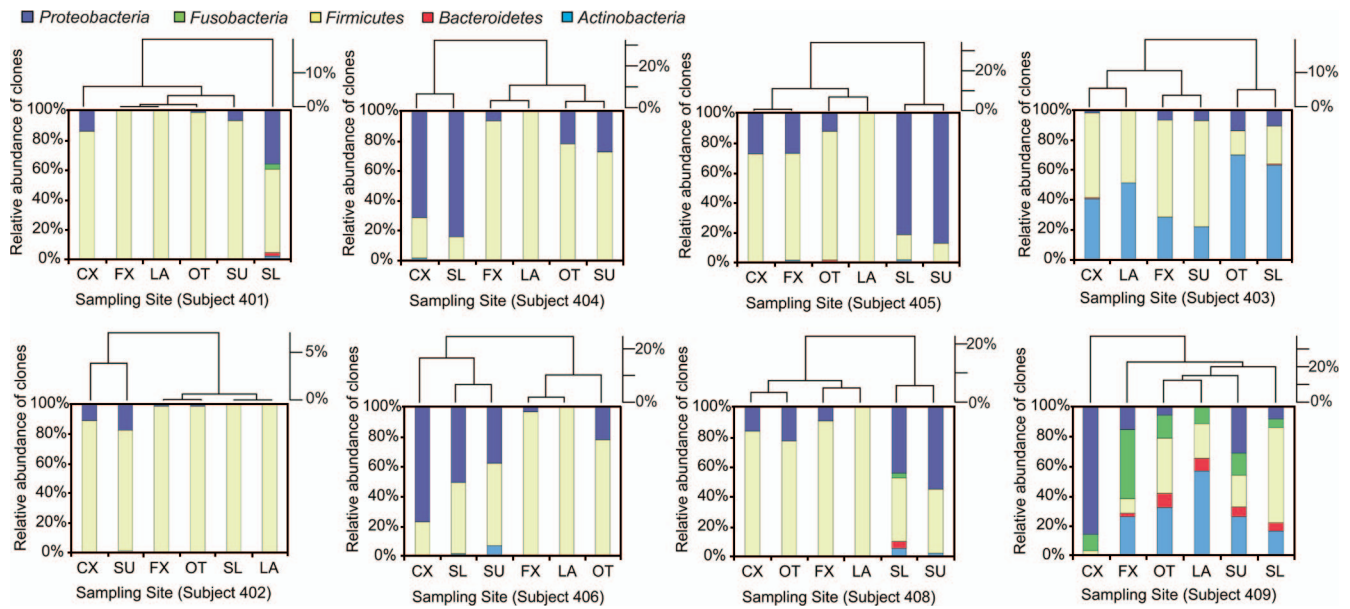 Proteobacteria Fusobacteria Firmicutes Bacteroidetes Actinobacteria
Relative abundance of clones
100%
80%
60%
40%
20%
0%
10%
0%
CX FX LA OT SU SL
Sampling Site (Subject 401)
Relative abundance of clones
100%
80%
60%
40%
20%
0%
20%
0%
CX SL FX LA OT SU
Sampling Site (Subject 404)
Relative abundance of clones
100%
80%
60%
40%
20%
0%
20%
0%
CX FX OT LA SL SU
Sampling Site (Subject 405)
Relative abundance of clones
100%
80%
60%
40%
20%
0%
10%
0%
CX LA FX SU OT SL
Sampling Site (Subject 403)
Relative abundance of clones
100%
80%
60%
40%
20%
0%
5%
0%
CX SU FX OT SL LA
Sampling Site (Subject 402)
Relative abundance of clones
100%
80%
60%
40%
20%
0%
20%
0%
CX SL SU FX LA OT
Sampling Site (Subject 406)
Relative abundance of clones
100%
80%
60%
40%
20%
0%
20%
0%
CX OT FX LA SL SU
Sampling Site (Subject 408)
Relative abundance of clones
100%
80%
60%
40%
20%
0%
20%
0%
CX FX OT LA SU SL
Sampling Site (Subject 409)